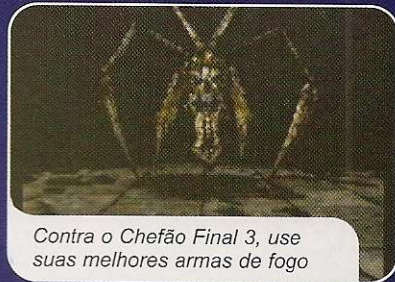 Contra o Chefão Final 3, use
suas melhores armas de fogo